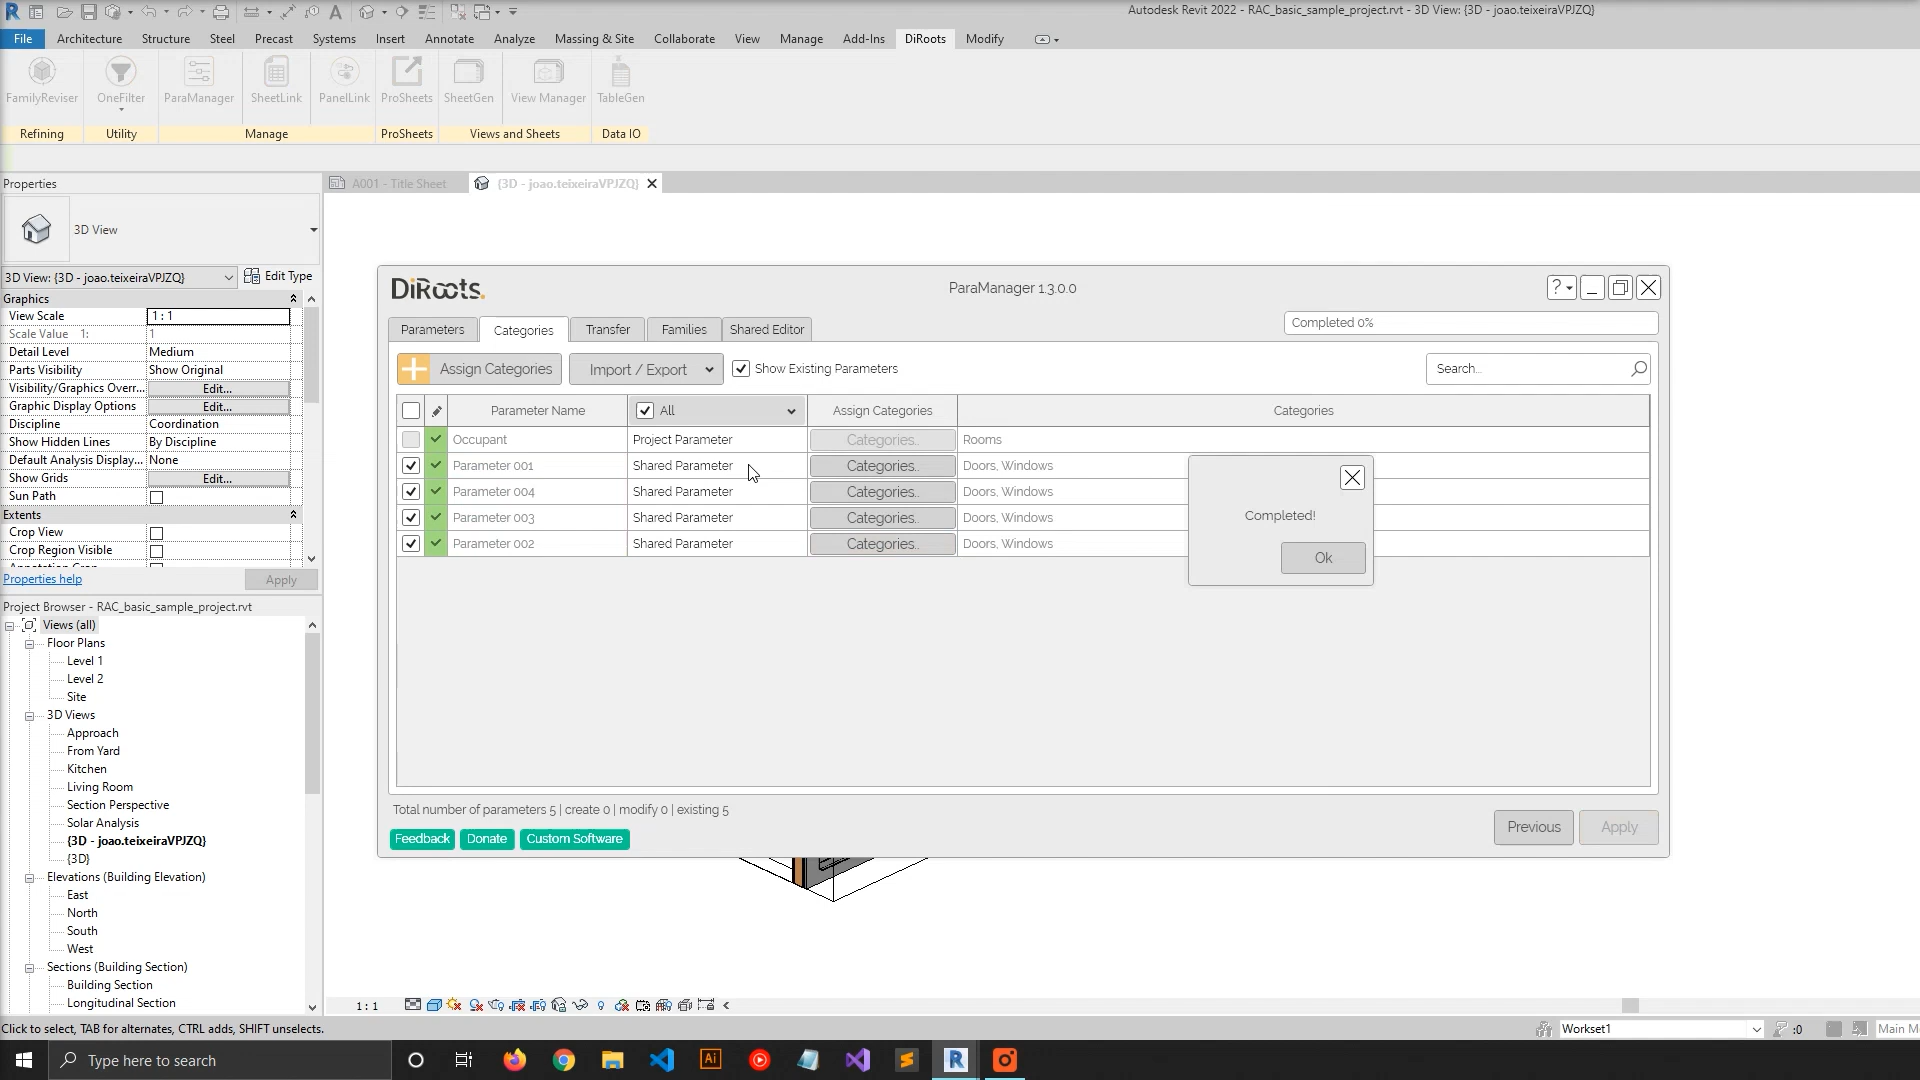 Autodesk Revit 2022 - RAC_basic_sample_project.rvt - 3D View: {3D - joao.teixeiraVPJZQ}
File Architecture Structure Steel Precast Systems Insert Annotate Analyze Massing & Site Collaborate View Manage Add-Ins DiRoots Modify
FamilyReviser OneFilter ParaManager SheetLink PanelLink ProSheets SheetGen View Manager TableGen
Refining Utility Manage ProSheets Views and Sheets Data IO
Properties
A001 - Title Sheet {3D - joao.teixeiraVPJZQ}
3D View
3D View: {3D - joao.teixeiraVPJZQ} Edit Type
Graphics
View Scale 1 : 1
Scale Value 1: 1
Detail Level Medium
Parts Visibility Show Original
Visibility/Graphics Overr... Edit...
Graphic Display Options Edit...
Discipline Coordination
Show Hidden Lines By Discipline
Default Analysis Display... None
Show Grids Edit...
Sun Path
Extents
Crop View
Crop Region Visible
Properties help Apply
DiRoots.
ParaManager 1.3.0.0
?
Parameters Categories Transfer Families Shared Editor
Completed 0%
Assign Categories Import / Export Show Existing Parameters Search...
Parameter Name All Assign Categories Categories
Occupant Project Parameter Categories.. Rooms
Parameter 001 Shared Parameter Categories.. Doors, Windows
Parameter 004 Shared Parameter Categories.. Doors, Windows
Parameter 003 Shared Parameter Categories.. Doors, Windows
Parameter 002 Shared Parameter Categories.. Doors, Windows
Completed!
Ok
Total number of parameters 5 | create 0 | modify 0 | existing 5
Feedback Donate Custom Software
Previous Apply
Project Browser - RAC_basic_sample_project.rvt
Views (all)
Floor Plans
Level 1
Level 2
Site
3D Views
Approach
From Yard
Kitchen
Living Room
Section Perspective
Solar Analysis
{3D - joao.teixeiraVPJZQ}
{3D}
Elevations (Building Elevation)
East
North
South
West
Sections (Building Section)
Building Section
Longitudinal Section
1 : 1
Click to select, TAB for alternates, CTRL adds, SHIFT unselects.
Workset1 :0 Main M
Type here to search
Ai
R